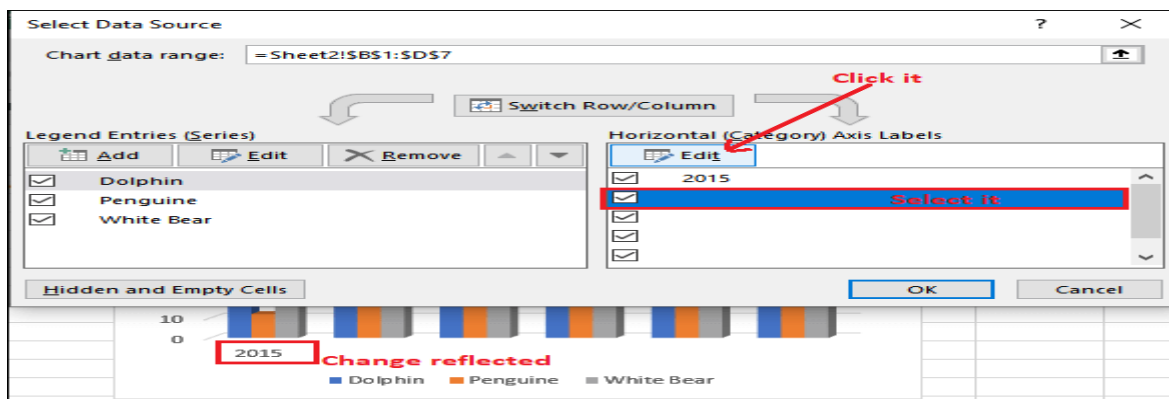 Select Data Source ? ×
Chart data range: =Sheet2!$B$1:$D$7
Click it
Switch Row/Column
Legend Entries (Series) Horizontal (Category) Axis Labels
Add Edit Remove Edit
Dolphin 2015
Penguine Select it
White Bear
Hidden and Empty Cells OK Cancel
10
0
2015 Change reflected
Dolphin Penguine White Bear